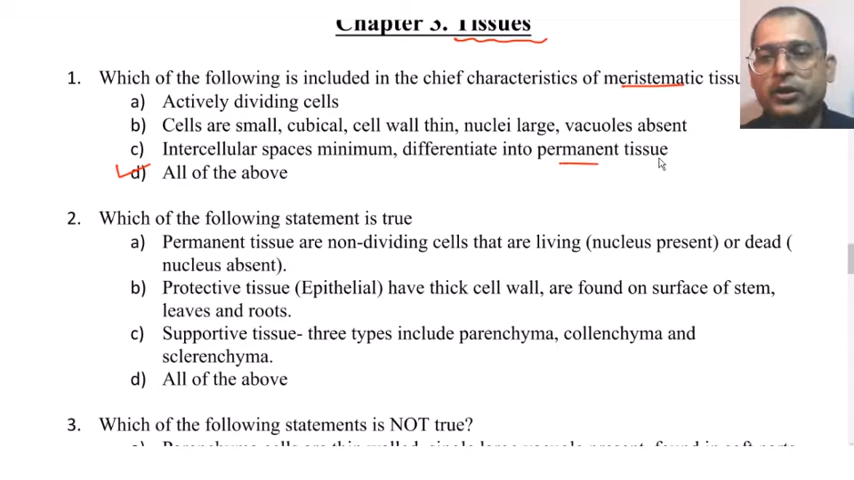 Chapter 3. Tissues
1. Which of the following is included in the chief characteristics of meristematic
a) Actively dividing cells
b) Cells are small, cubical, cell wall thin, nuclei large, vacuoles absent
c) Intercellular spaces minimum, differentiate into permanent tissue
d) All of the above
2. Which of the following statement is true
a) Permanent tissue are non-dividing cells that are living (nucleus present) or dead (
nucleus absent).
b) Protective tissue (Epithelial) have thick cell wall, are found on surface of stem,
leaves and roots.
c) Supportive tissue- three types include parenchyma, collenchyma and
sclerenchyma.
d) All of the above
3. Which of the following statements is NOT true?